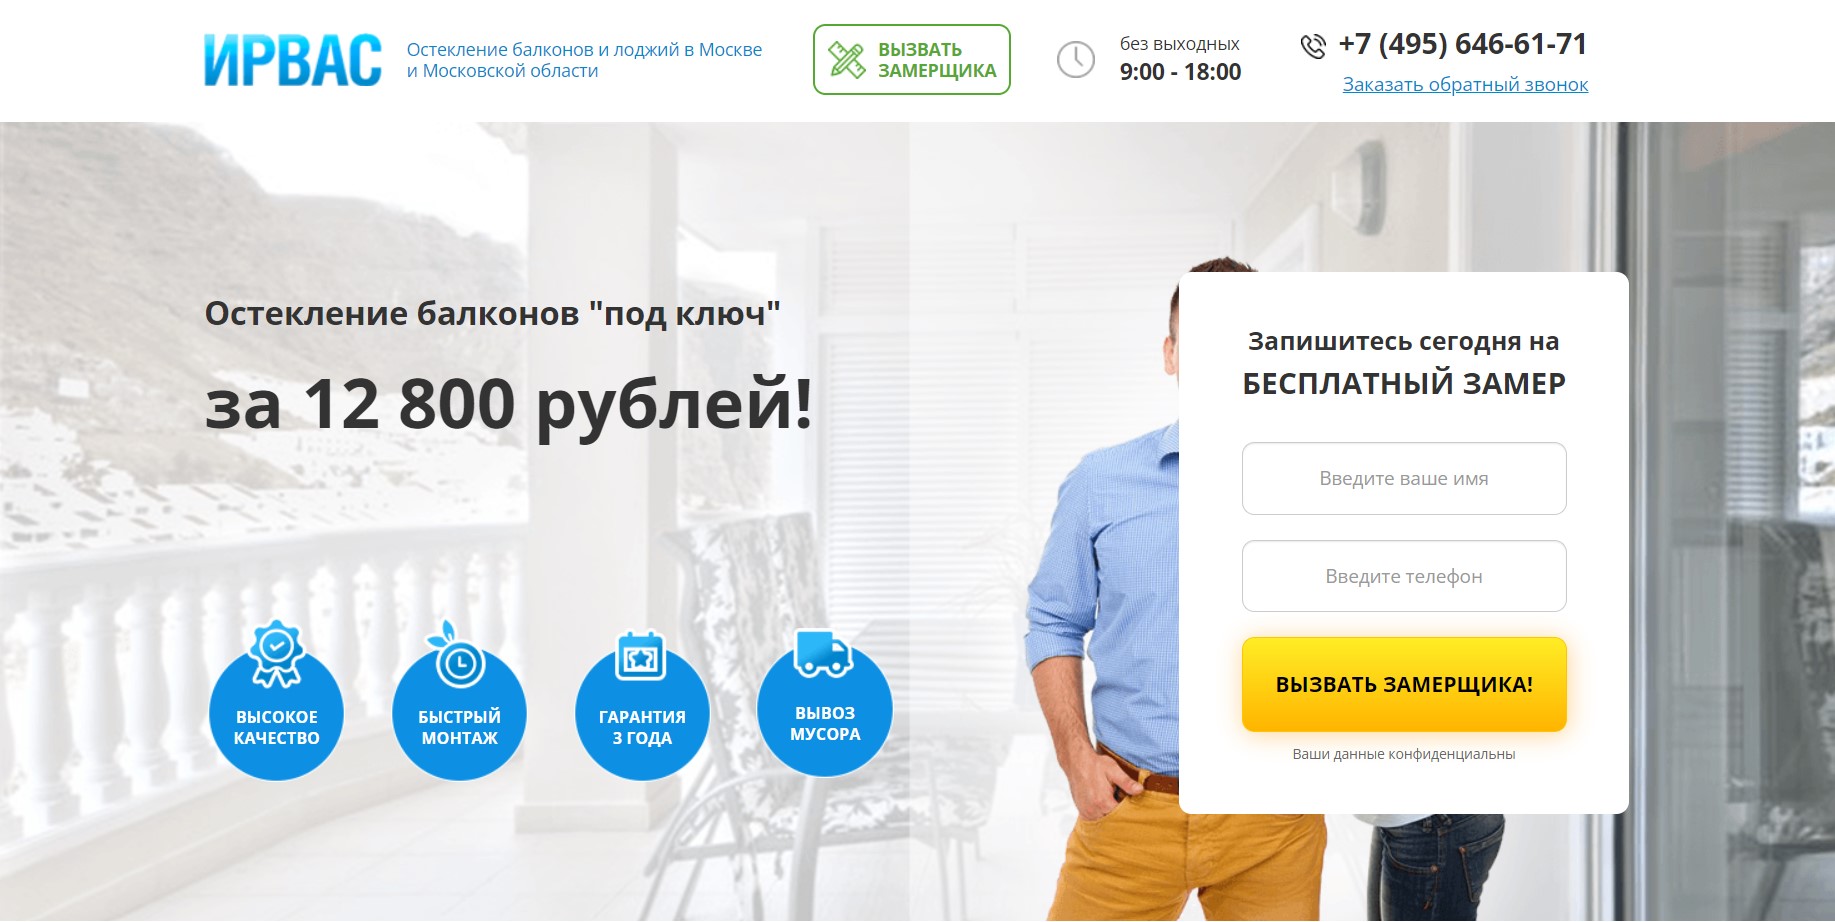 ИРВАС
Остекление балконов и лоджий в Москве
и Московской области
ВЫЗВАТЬ
ЗАМЕРЩИКА
без выходных
9:00 - 18:00
+7 (495) 646-61-71
Заказать обратный звонок
Остекление балконов "под ключ"
за 12 800 рублей!
ВЫСОКОЕ
КАЧЕСТВО
БЫСТРЫЙ
МОНТАЖ
ГАРАНТИЯ
3 ГОДА
ВЫВОЗ
МУСОРА
Запишитесь сегодня на
БЕСПЛАТНЫЙ ЗАМЕР
Введите ваше имя
Введите телефон
ВЫЗВАТЬ ЗАМЕРЩИКА!
Ваши данные конфиденциальны